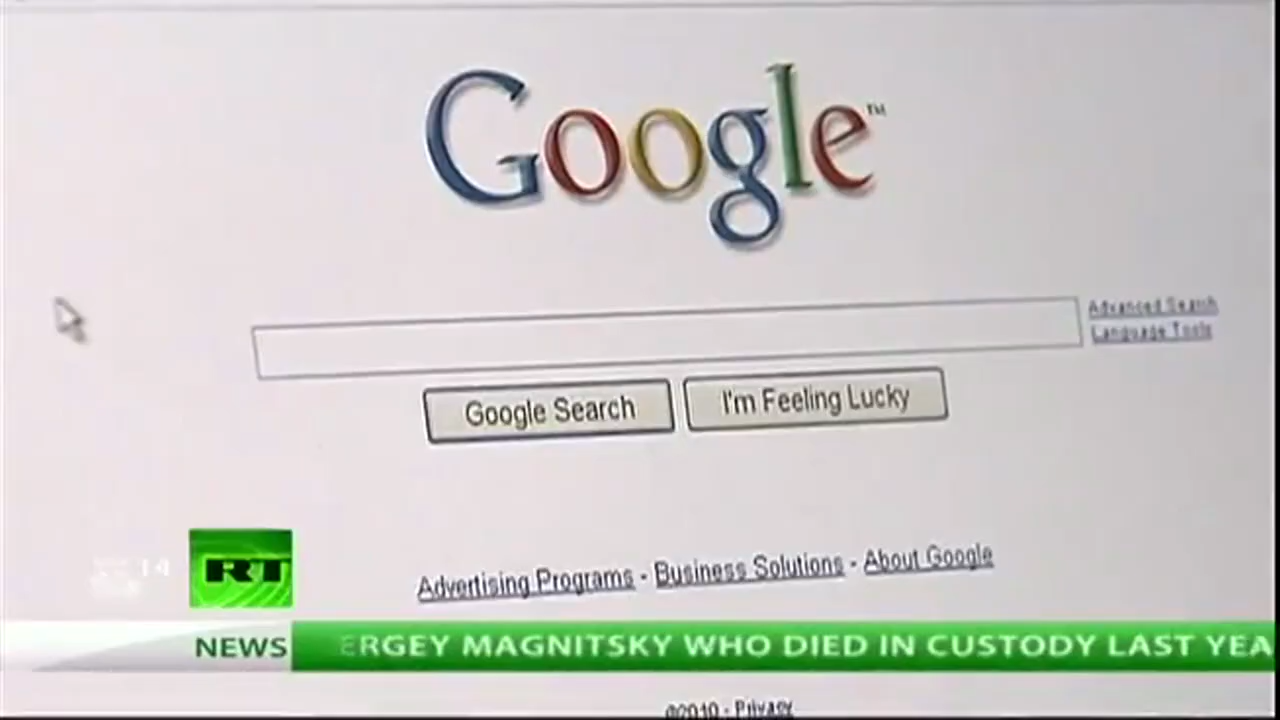 Google™
Advanced Search
Language Tools
Google Search
I'm Feeling Lucky
Advertising Programs - Business Solutions - About Google
RT
NEWS
ERGEY MAGNITSKY WHO DIED IN CUSTODY LAST YEA
©2010 - Privacy